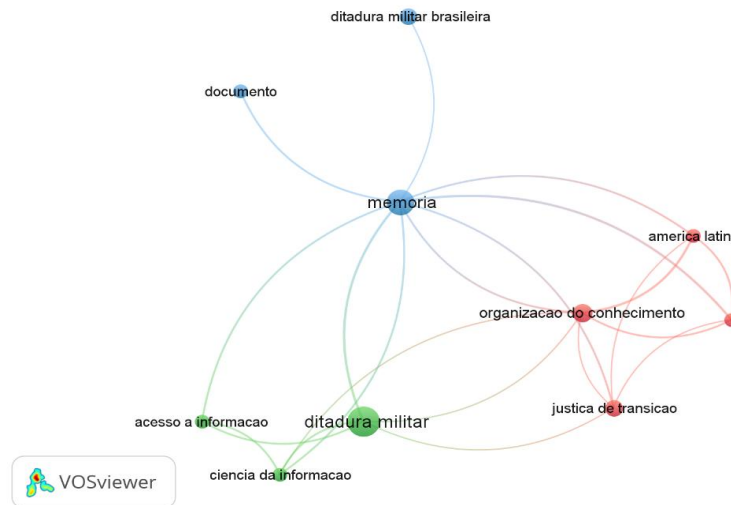 ditadura militar brasileira
documento
memoria
america latin
organizacao do conhecimento
justica de transicao
acesso a informacao
ditadura militar
ciencia da informacao
VOSviewer